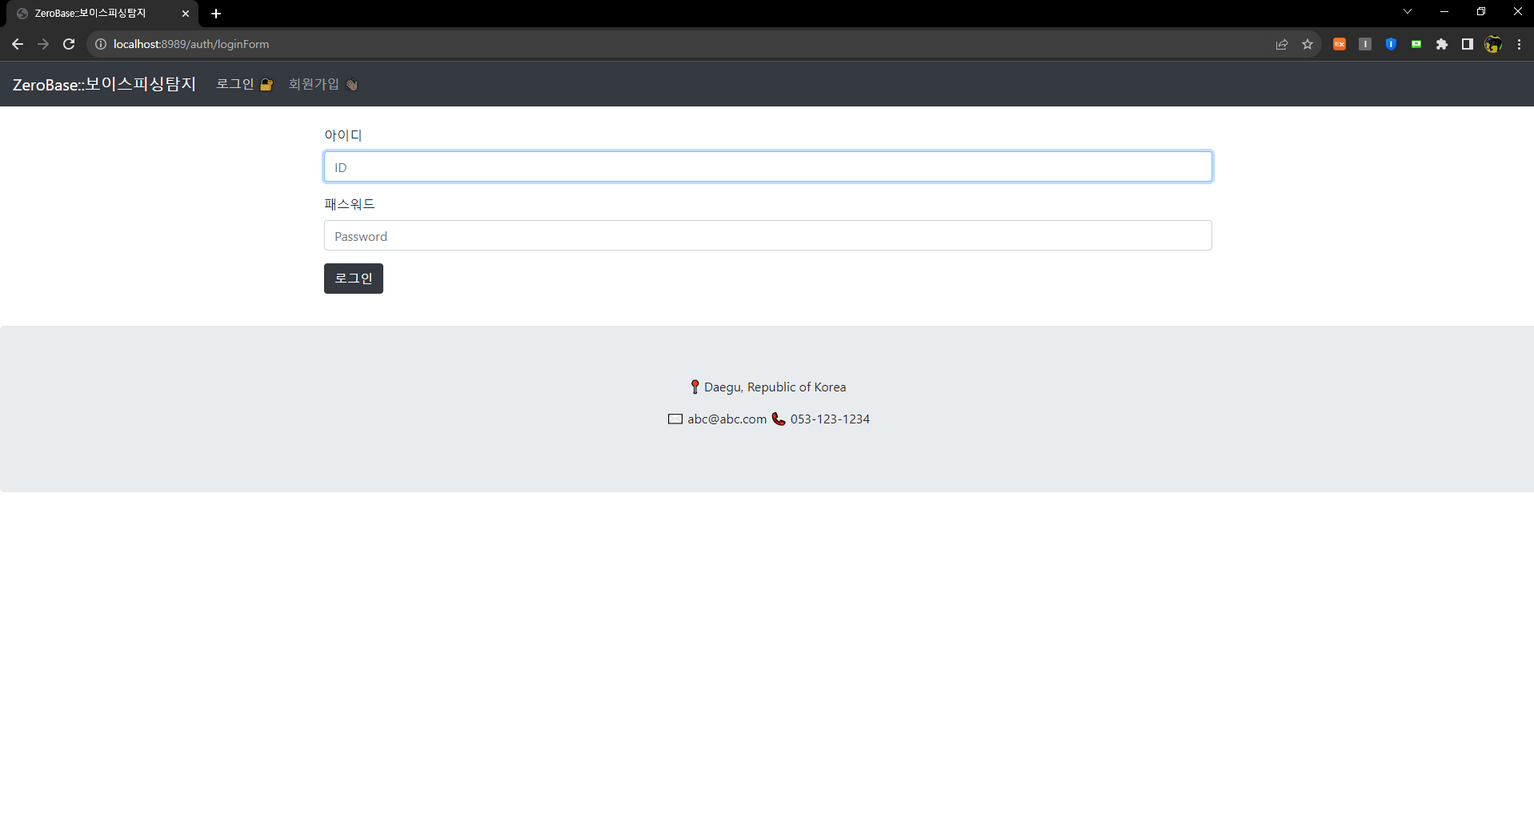 ZeroBase::보이스피싱탐지
localhost:8989/auth/loginForm
ZeroBase::보이스피싱탐지 로그인 회원가입
아이디
ID
패스워드
Password
로그인
Daegu, Republic of Korea
abc@abc.com 053-123-1234